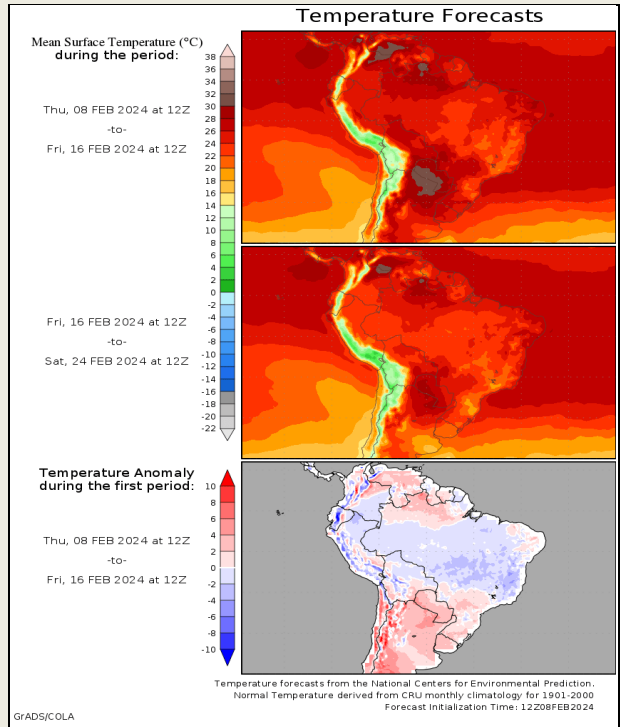 Temperature Forecasts
Mean Surface Temperature (°C)
during the period:
Thu, 08 FEB 2024 at 12Z
-to-
Fri, 16 FEB 2024 at 12Z
38
36
34
32
30
28
26
24
22
20
18
16
14
12
10
8
6
4
2
0
-2
-4
-6
-8
-10
-12
-14
-16
-18
-20
-22
Fri, 16 FEB 2024 at 12Z
-to-
Sat, 24 FEB 2024 at 12Z
Temperature Anomaly
during the first period:
Thu, 08 FEB 2024 at 12Z
-to-
Fri, 16 FEB 2024 at 12Z
10
8
6
4
2
0
-2
-4
-6
-8
-10
Temperature forecasts from the National Centers for Environmental Prediction.
Normal Temperature derived from CRU monthly climatology for 1901-2000
Forecast Initialization Time: 12Z08FEB2024
GrADS/COLA